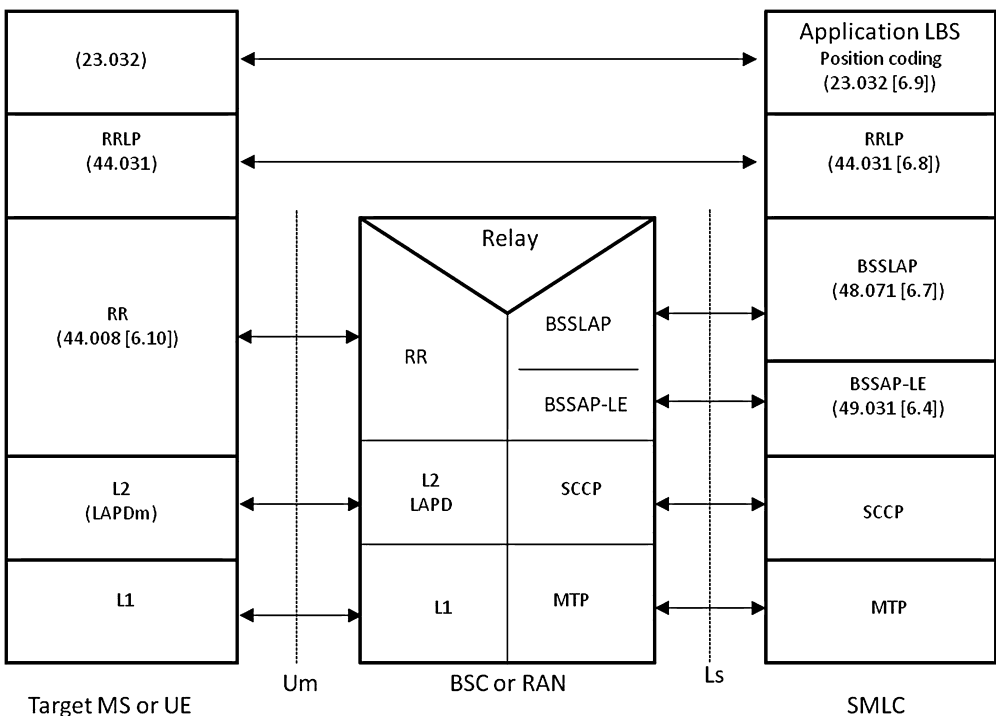 (23.032)
RRLP
(44.031)
RR
(44.008 [6.10])
L2
(LAPDm)
L1
Target MS or UE
Um
Relay
RR
BSSLAP
BSSAP-LE
L2
LAPD
SCCP
L1
MTP
BSC or RAN
Ls
Application LBS
Position coding
(23.032 [6.9])
RRLP
(44.031 [6.8])
BSSLAP
(48.071 [6.7])
BSSAP-LE
(49.031 [6.4])
SCCP
MTP
SMLC